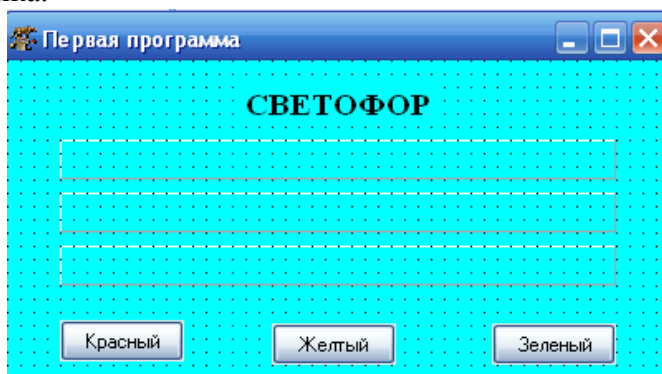 Первая программа
СВЕТОФОР
Красный
Желтый
Зеленый